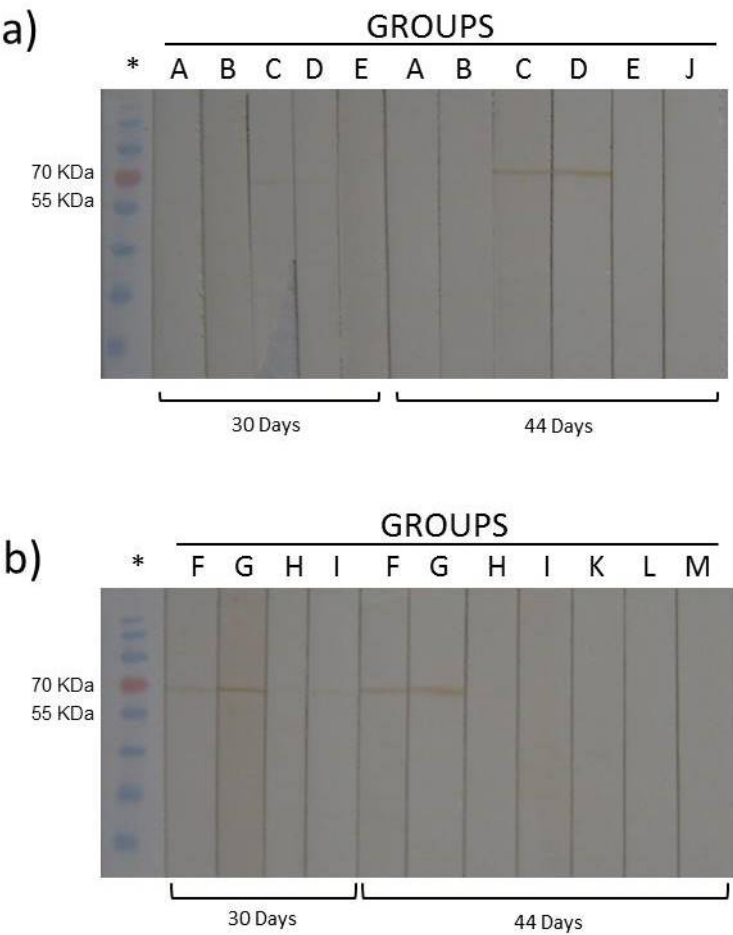 a)
GROUPS
* A B C D E A B C D E J
70 KDa
55 KDa
30 Days 44 Days
b)
GROUPS
* F G H I F G H I K L M
70 KDa
55 KDa
30 Days 44 Days